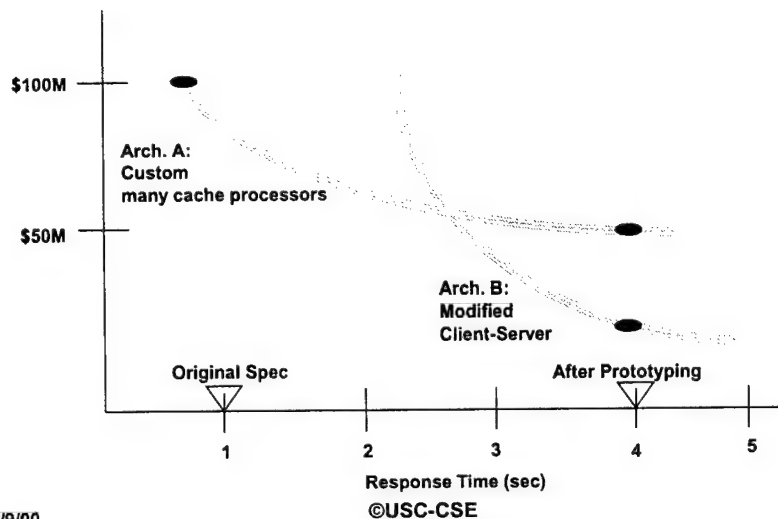 $100M
Arch. A:
Custom
many cache processors
$50M
Arch. B:
Modified
Client-Server
Original Spec
After Prototyping
1 2 3 4 5
Response Time (sec)
©USC-CSE